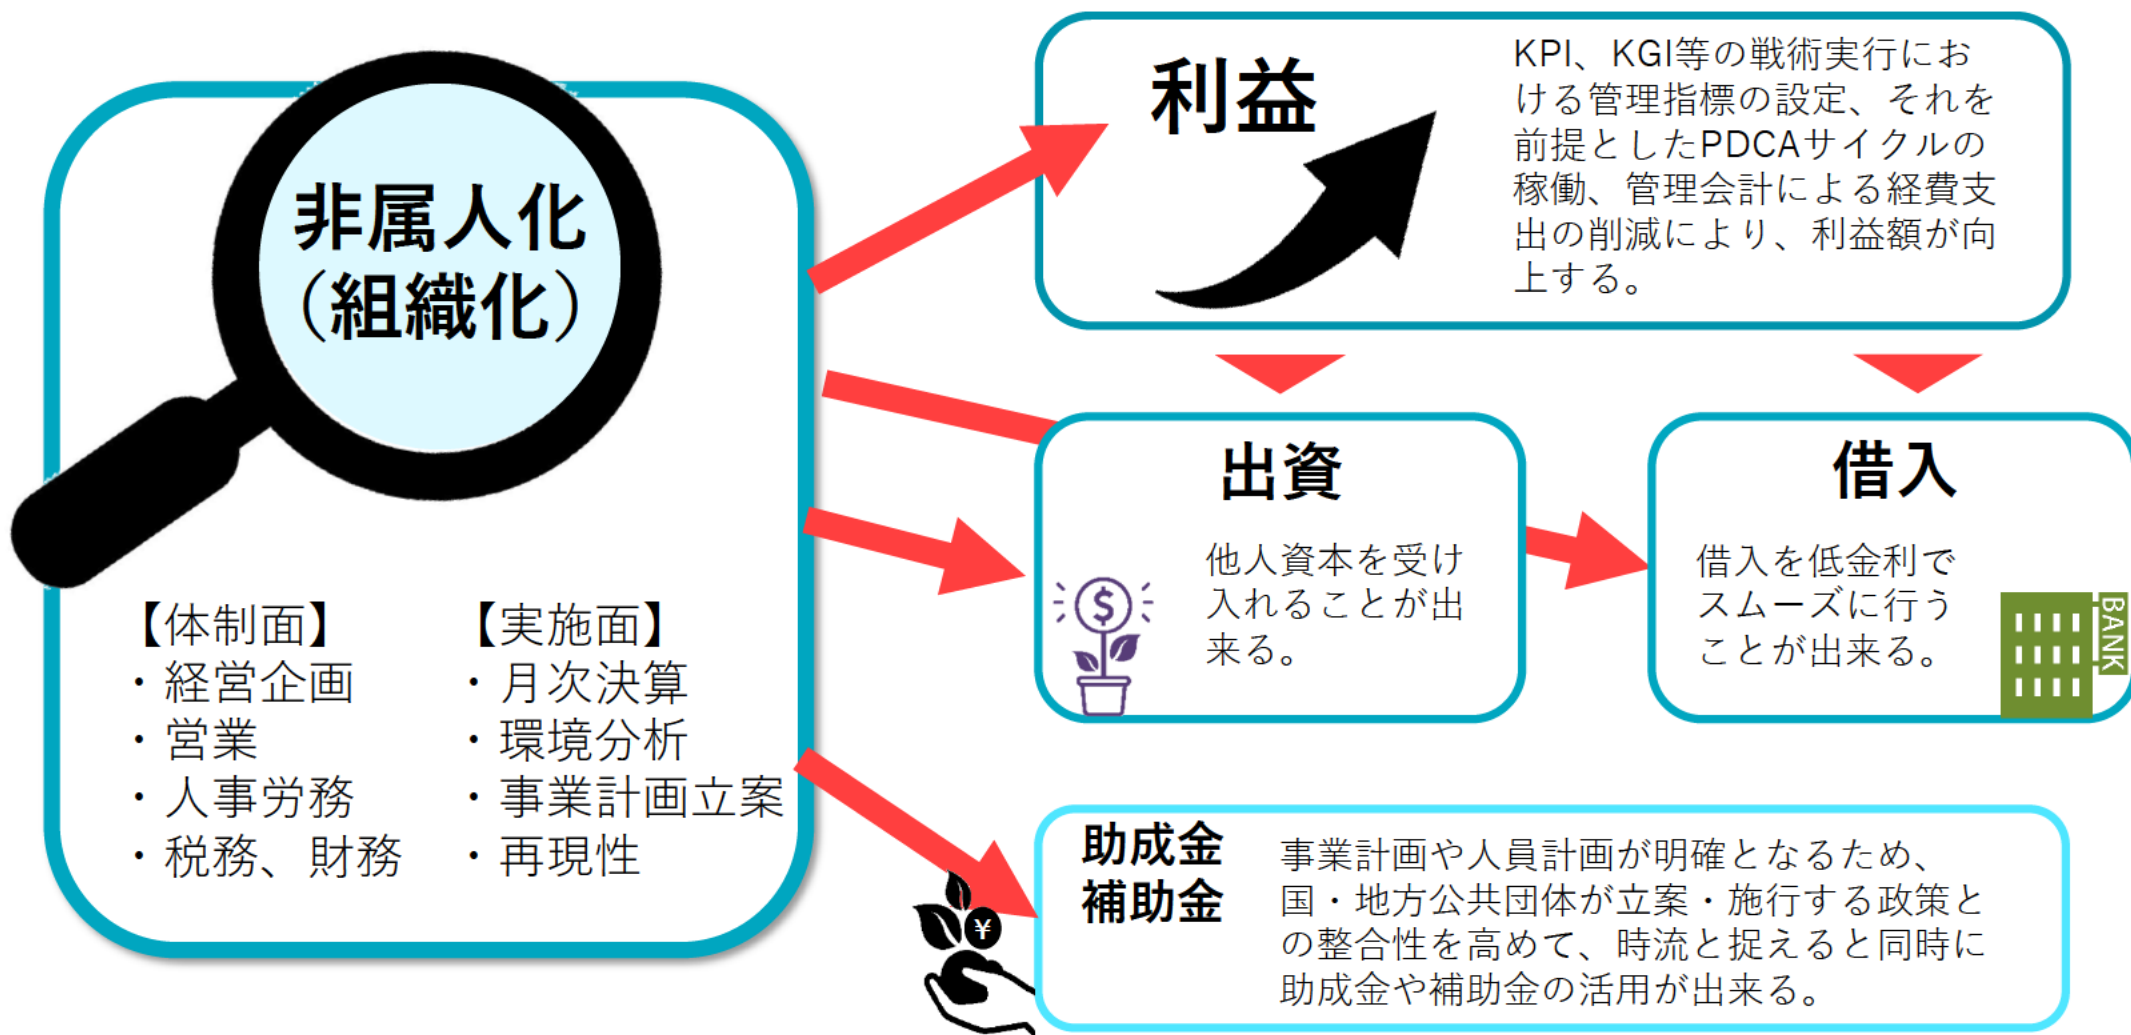 非属人化
（組織化）
【体制面】
・経営企画
・営業
・人事労務
・税務、財務
【実施面】
・月次決算
・環境分析
・事業計画立案
・再現性
利益
KPI、KGI等の戦術実行にお
ける管理指標の設定、それを
前提としたPDCAサイクルの
稼働、管理会計による経費支
出の削減により、利益額が向
上する。
出資
$
他人資本を受け
入れることが出
来る。
借入
借入を低金利で
スムーズに行う
ことが出来る。
BANK
助成金
補助金
¥
事業計画や人員計画が明確となるため、
国・地方公共団体が立案・施行する政策と
の整合性を高めて、時流と捉えると同時に
助成金や補助金の活用が出来る。